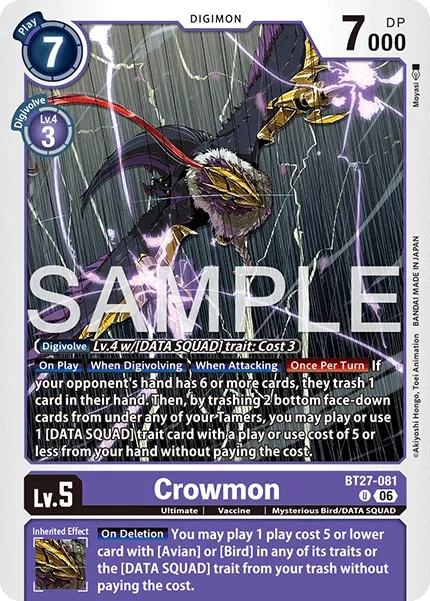 DIGIMON
Play
7
7000
DP
Digivolve
Lv.4
3
Moyasi
SAMPLE
©Akiyoshi Hongo, Toei Animation BANDAI MADE IN JAPAN
Digivolve Lv.4 w/[DATA SQUAD] trait: Cost 3
On Play When Digivolving When Attacking Once Per Turn If
your opponent's hand has 6 or more cards, they trash 1
card in their hand. Then, by trashing 2 bottom face-down
cards from under any of your Tamers, you may play or use
1 [DATA SQUAD] trait card with a play or use cost of 5 or
less from your hand without paying the cost.
Lv.5
Crowmon
BT27-081
U 06
Ultimate | Vaccine | Mysterious Bird/DATA SQUAD
Inherited Effect
On Deletion You may play 1 play cost 5 or lower
card with [Avian] or [Bird] in any of its traits or
the [DATA SQUAD] trait from your trash without
paying the cost.